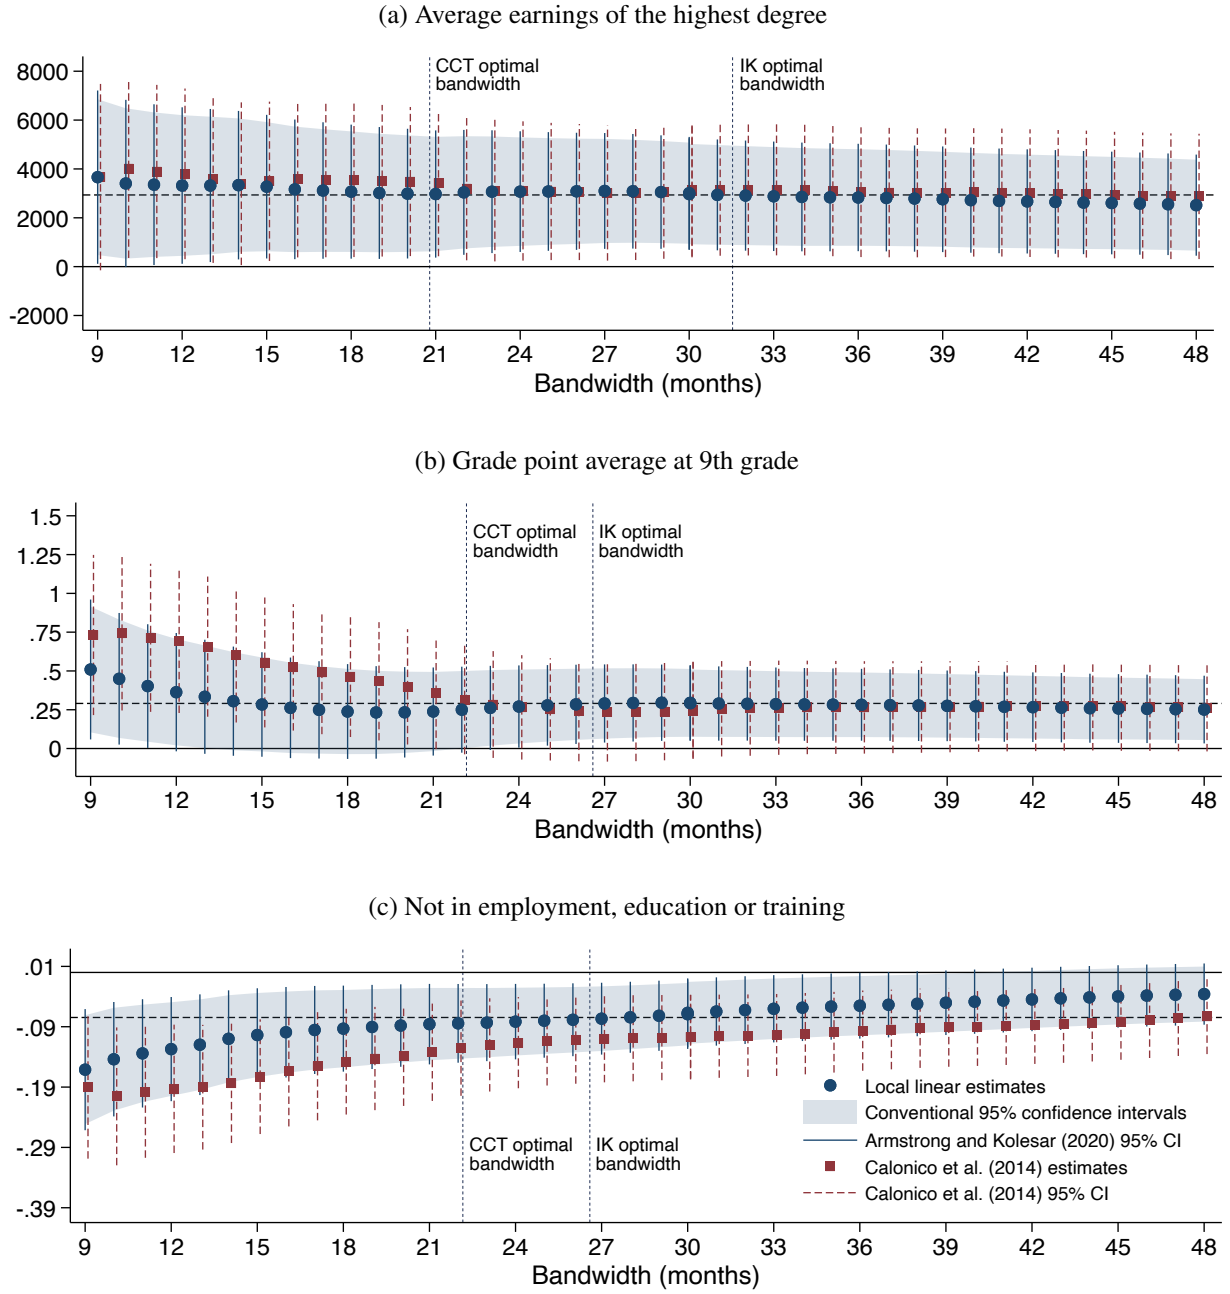 (a) Average earnings of the highest degree
CCT optimal
bandwidth
IK optimal
bandwidth
8000
6000
4000
2000
0
-2000
9 12 15 18 21 24 27 30 33 36 39 42 45 48
Bandwidth (months)
(b) Grade point average at 9th grade
CCT optimal
bandwidth
IK optimal
bandwidth
1.5
1.25
1
.75
.5
.25
0
9 12 15 18 21 24 27 30 33 36 39 42 45 48
Bandwidth (months)
(c) Not in employment, education or training
.01
-.09
-.19
-.29
-.39
CCT optimal
bandwidth
IK optimal
bandwidth
Local linear estimates
Conventional 95% confidence intervals
Armstrong and Kolesar (2020) 95% CI
Calonico et al. (2014) estimates
Calonico et al. (2014) 95% CI
9 12 15 18 21 24 27 30 33 36 39 42 45 48
Bandwidth (months)